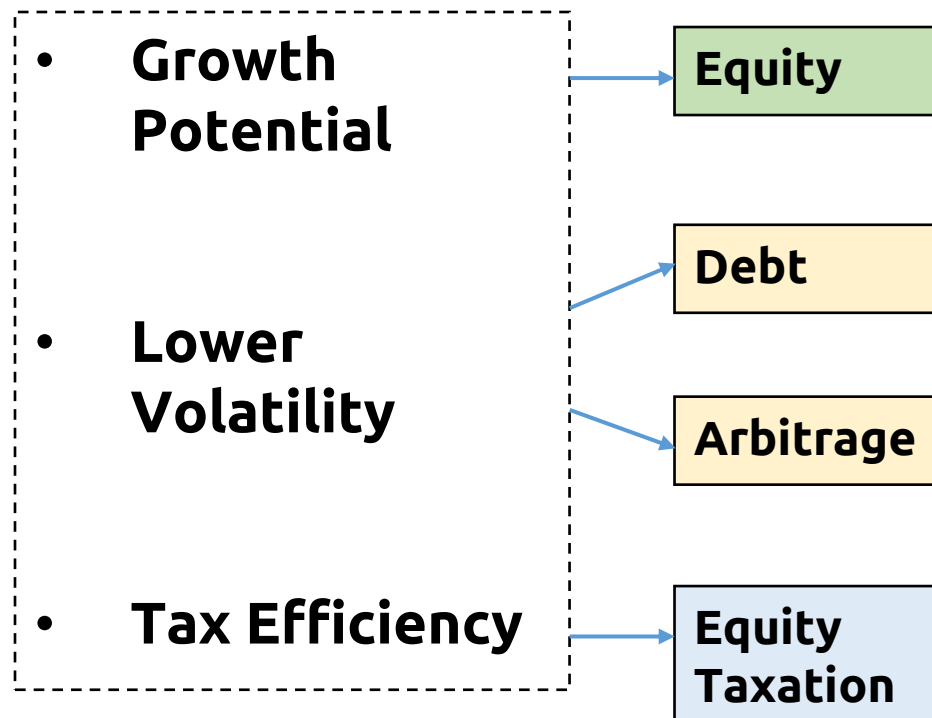 • Growth
Potential
Equity
Debt
• Lower
Volatility
Arbitrage
• Tax Efficiency
Equity
Taxation